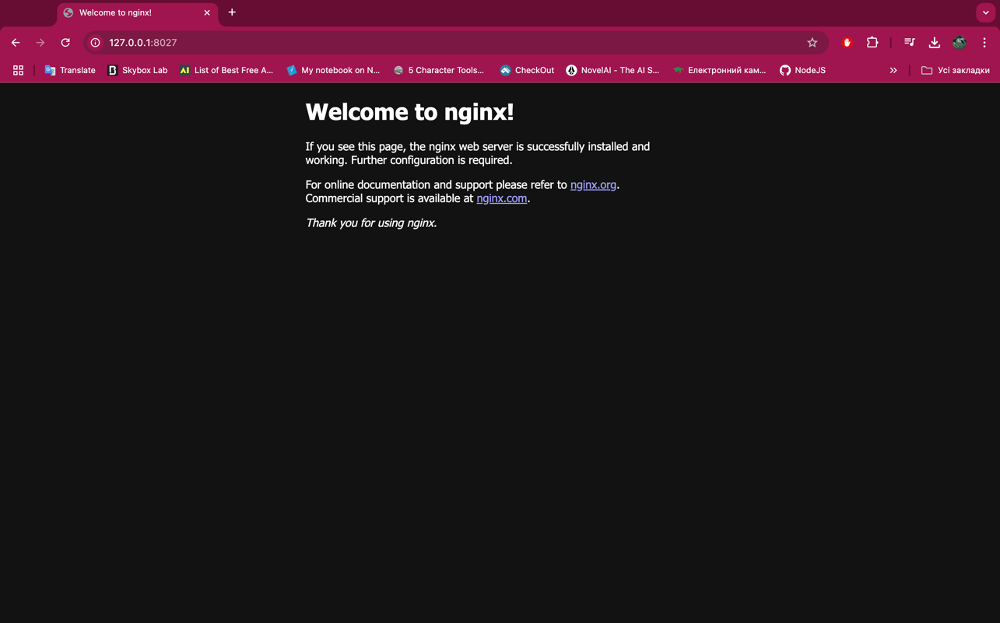 Welcome to nginx!
127.0.0.1:8027
Translate
Skybox Lab
AI
List of Best Free A...
My notebook on N...
5 Character Tools...
CheckOut
NovelAI - The AI S...
Електронний кам...
NodeJS
Усі закладки
Welcome to nginx!
If you see this page, the nginx web server is successfully installed and
working. Further configuration is required.
For online documentation and support please refer to nginx.org.
Commercial support is available at nginx.com.
Thank you for using nginx.